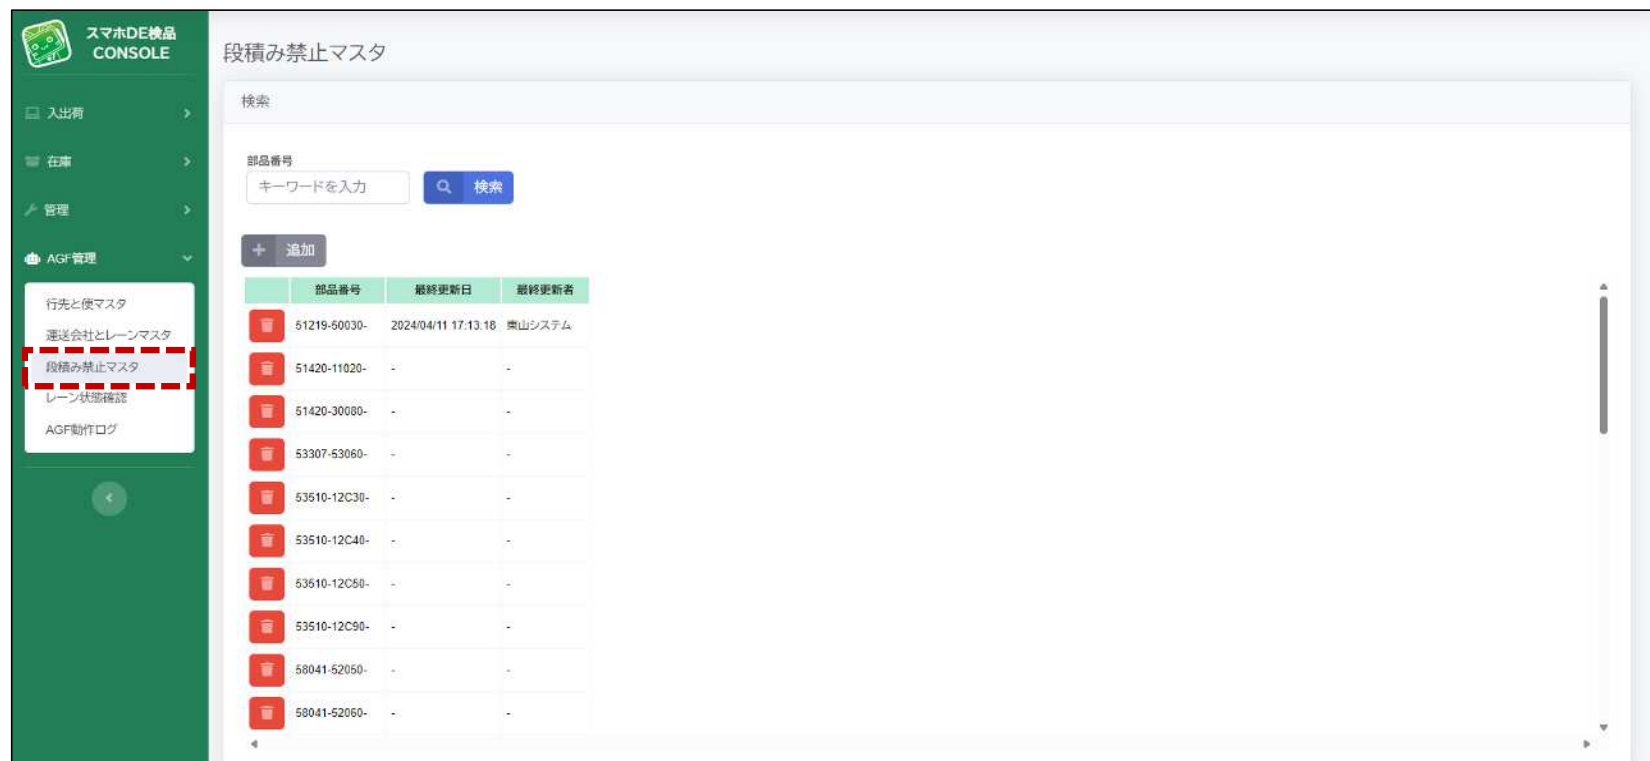 スマホDE検品
CONSOLE
入出荷
在庫
管理
AGF管理
行先と便マスタ
運送会社とレーンマスタ
段積み禁止マスタ
レーン状態確認
AGF動作ログ
段積み禁止マスタ
検索
部品番号
キーワードを入力 検索
追加
部品番号 最終更新日 最終更新者
51219-60030- 2024/04/11 17:13:18 東山システム
51420-11020- - -
51420-30080- - -
53307-53060- - -
53510-12C30- - -
53510-12C40- - -
53510-12C50- - -
53510-12C90- - -
58041-52050- - -
58041-52060- - -